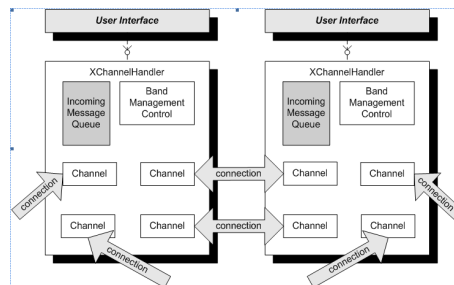 User Interface
User Interface
XChannelHandler
XChannelHandler
Incoming
Message
Queue
Band
Management
Control
Incoming
Message
Queue
Band
Management
Control
Channel
Channel
connection
Channel
Channel
connection
connection
Channel
Channel
connection
Channel
Channel
connection
connection